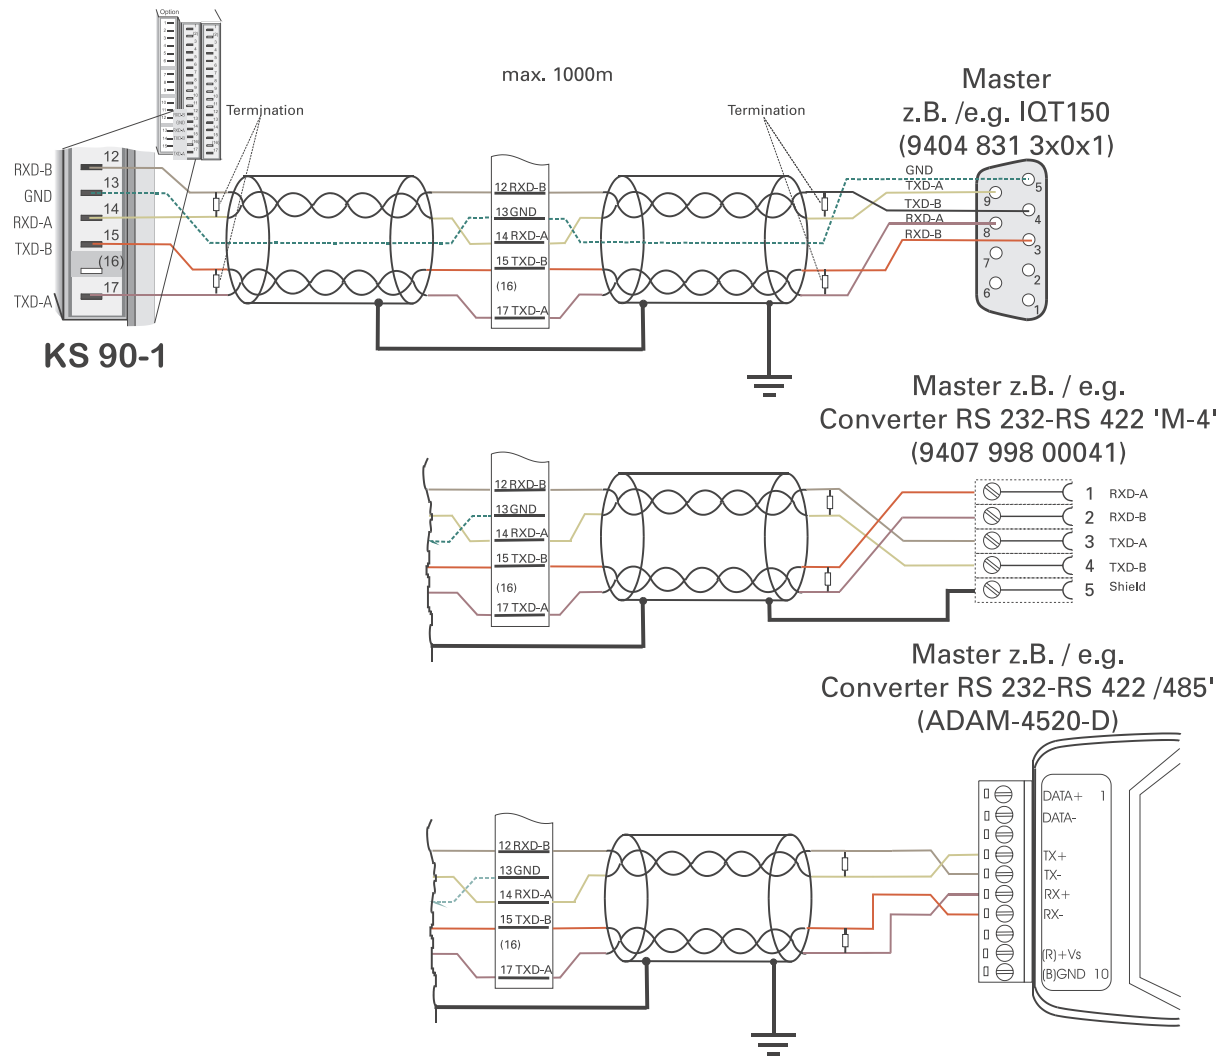 Option
max. 1000m
Termination
Termination
Master
z.B. /e.g. IQT150
(9404 831 3x0x1)
RXD-B
GND
RXD-A
TXD-B
TXD-A
12
13
14
15
(16)
17
KS 90-1
12 RXD-B
13 GND
14 RXD-A
15 TXD-B
(16)
17 TXD-A
GND
TXD-A
TXD-B
RXD-A
RXD-B
5
9
4
8
3
7
2
6
1
Master z.B. / e.g.
Converter RS 232-RS 422 'M-4'
(9407 998 00041)
12 RXD-B
13 GND
14 RXD-A
15 TXD-B
(16)
17 TXD-A
1 RXD-A
2 RXD-B
3 TXD-A
4 TXD-B
5 Shield
Master z.B. / e.g.
Converter RS 232-RS 422 /485'
(ADAM-4520-D)
12 RXD-B
13 GND
14 RXD-A
15 TXD-B
(16)
17 TXD-A
DATA+ 1
DATA-
TX+
TX-
RX+
RX-
(R)+Vs
(B)GND 10